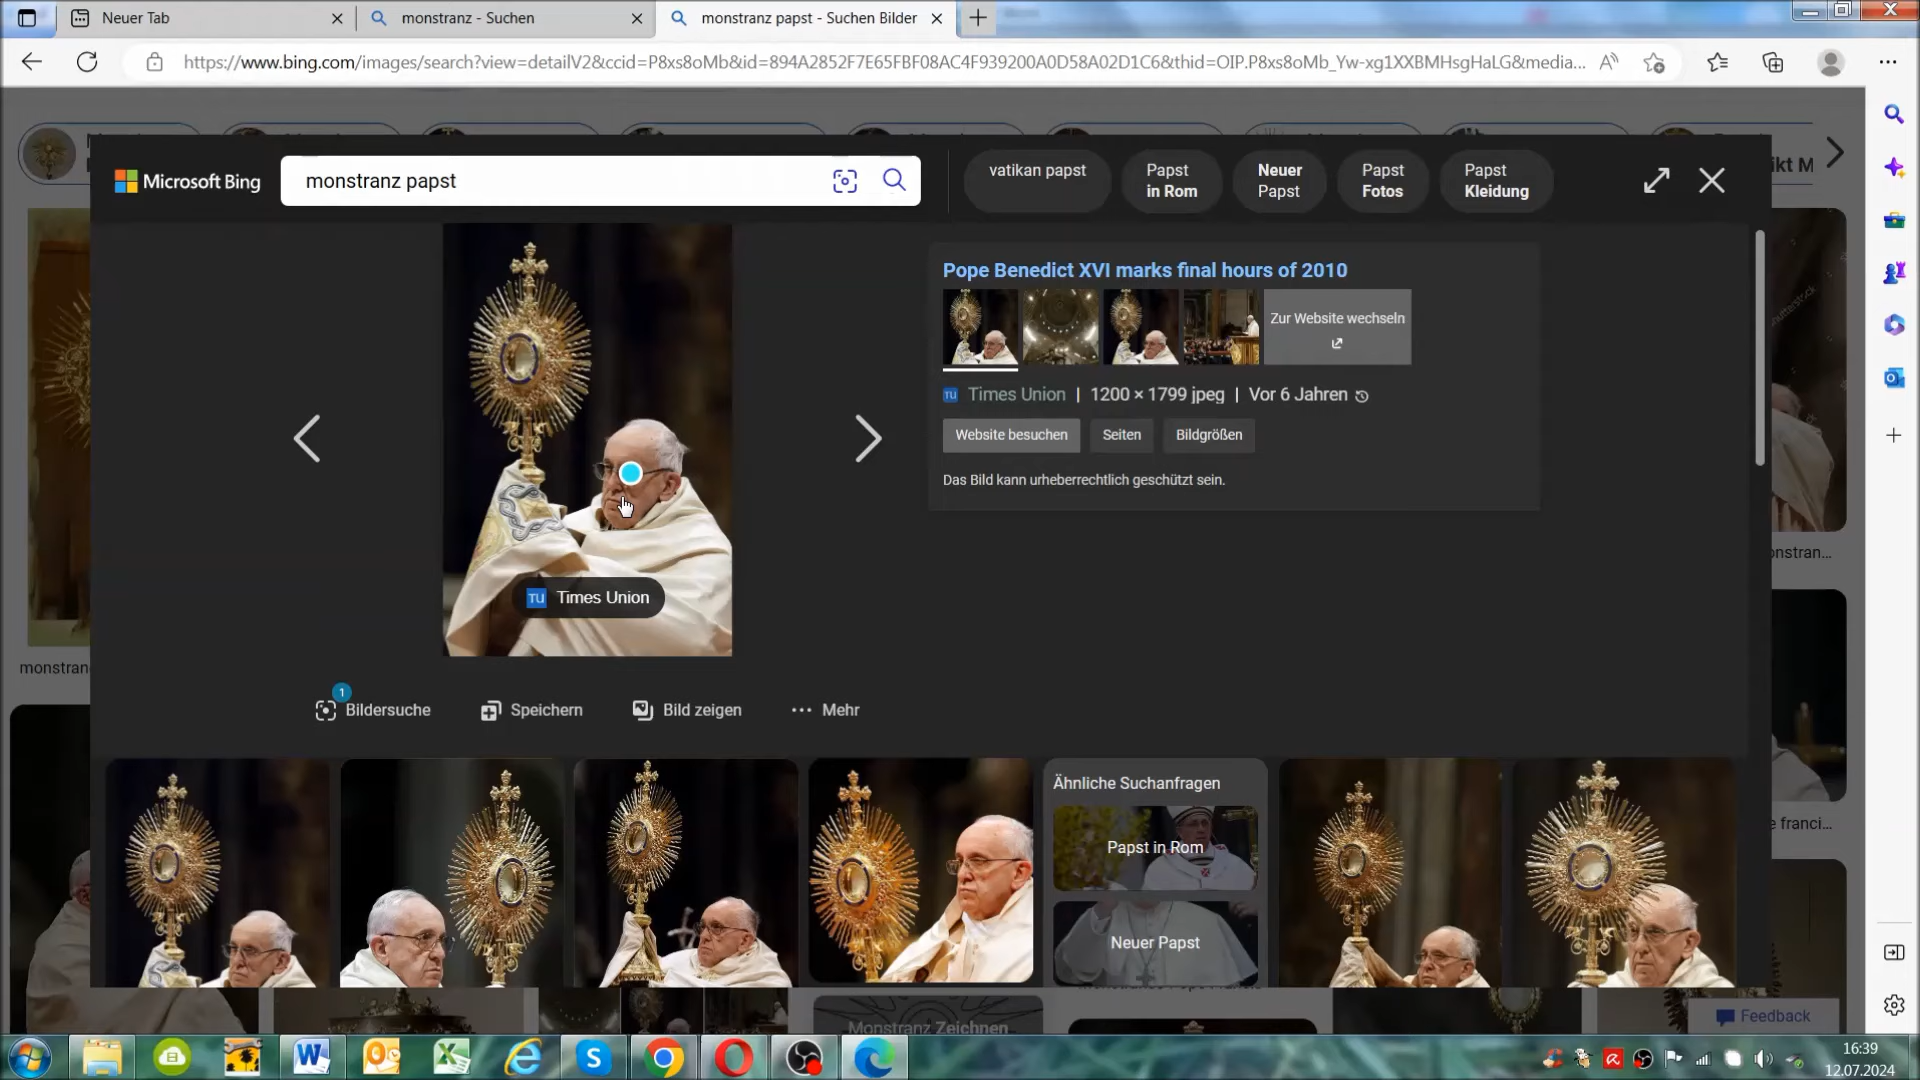 Neuer Tab
monstranz - Suchen
monstranz papst - Suchen Bilder
https://www.bing.com/images/search?view=detailV2&ccid=P8xs8oMb&id=894A2852F7E65FBF08AC4F939200A0D58A02D1C6&thid=OIP.P8xs8oMb_Yw-xg1XXBMHsgHaLG&media...
Microsoft Bing
monstranz papst
vatikan papst
Papst
in Rom
Neuer
Papst
Papst
Fotos
Papst
Kleidung
ikt M
Pope Benedict XVI marks final hours of 2010
Zur Website wechseln
TU Times Union | 1200 × 1799 jpeg | Vor 6 Jahren
Website besuchen
Seiten
Bildgrößen
Das Bild kann urheberrechtlich geschützt sein.
shutterstock
onstran...
TU Times Union
monstran
1
Bildersuche
Speichern
Bild zeigen
... Mehr
Ähnliche Suchanfragen
Papst in Rom
Neuer Papst
e franci...
Monstranz Zeichnen
Feedback
16:39
12.07.2024